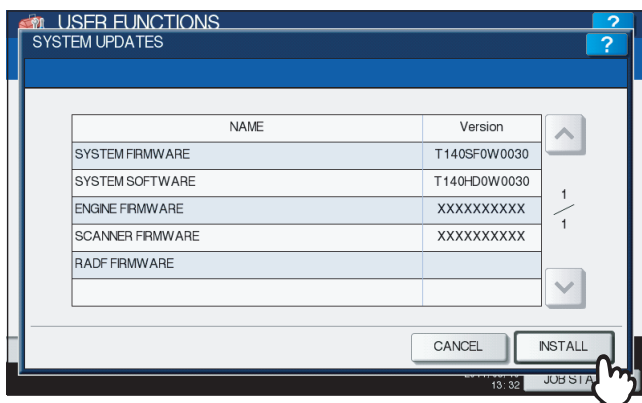 USER FUNCTIONS
?
SYSTEM UPDATES
?
NAME Version
SYSTEM FIRMWARE T140SF0W0030
SYSTEM SOFTWARE T140HD0W0030
ENGINE FIRMWARE XXXXXXXXXX
SCANNER FIRMWARE XXXXXXXXXX
RADF FIRMWARE
1
1
CANCEL INSTALL
13:32 JOB STA